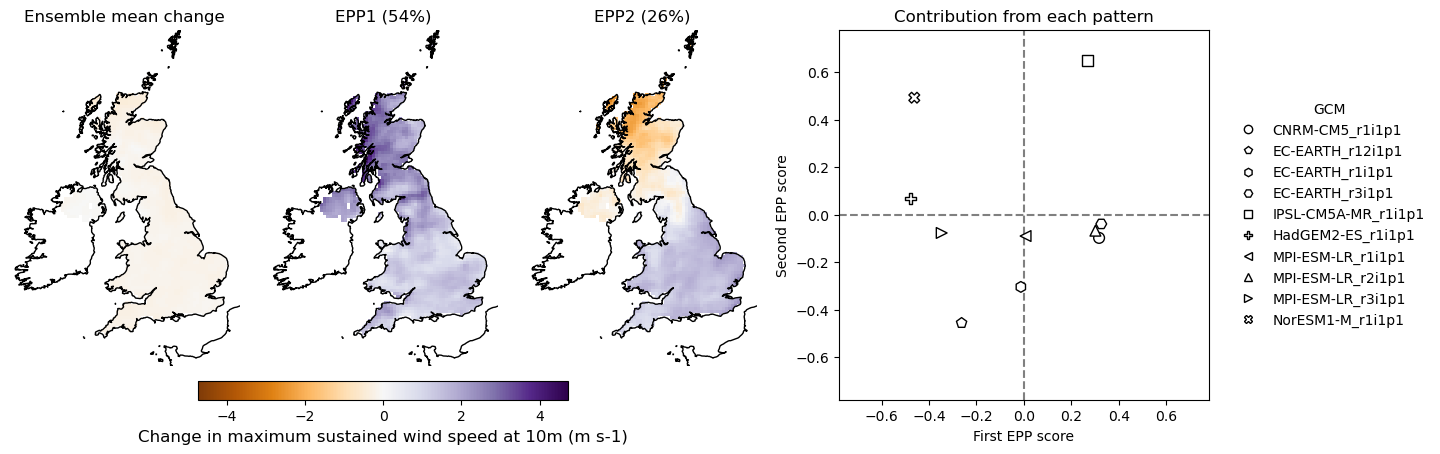 Ensemble mean change
EPP1 (54%)
EPP2 (26%)
Contribution from each pattern
−4
−2
0
2
4
Change in maximum sustained wind speed at 10m (m s-1)
Second EPP score
0.6
0.4
0.2
0.0
−0.2
−0.4
−0.6
−0.6
−0.4
−0.2
0.0
0.2
0.4
0.6
First EPP score
GCM
CNRM-CM5_r1i1p1
EC-EARTH_r12i1p1
EC-EARTH_r1i1p1
EC-EARTH_r3i1p1
IPSL-CM5A-MR_r1i1p1
HadGEM2-ES_r1i1p1
MPI-ESM-LR_r1i1p1
MPI-ESM-LR_r2i1p1
MPI-ESM-LR_r3i1p1
NorESM1-M_r1i1p1